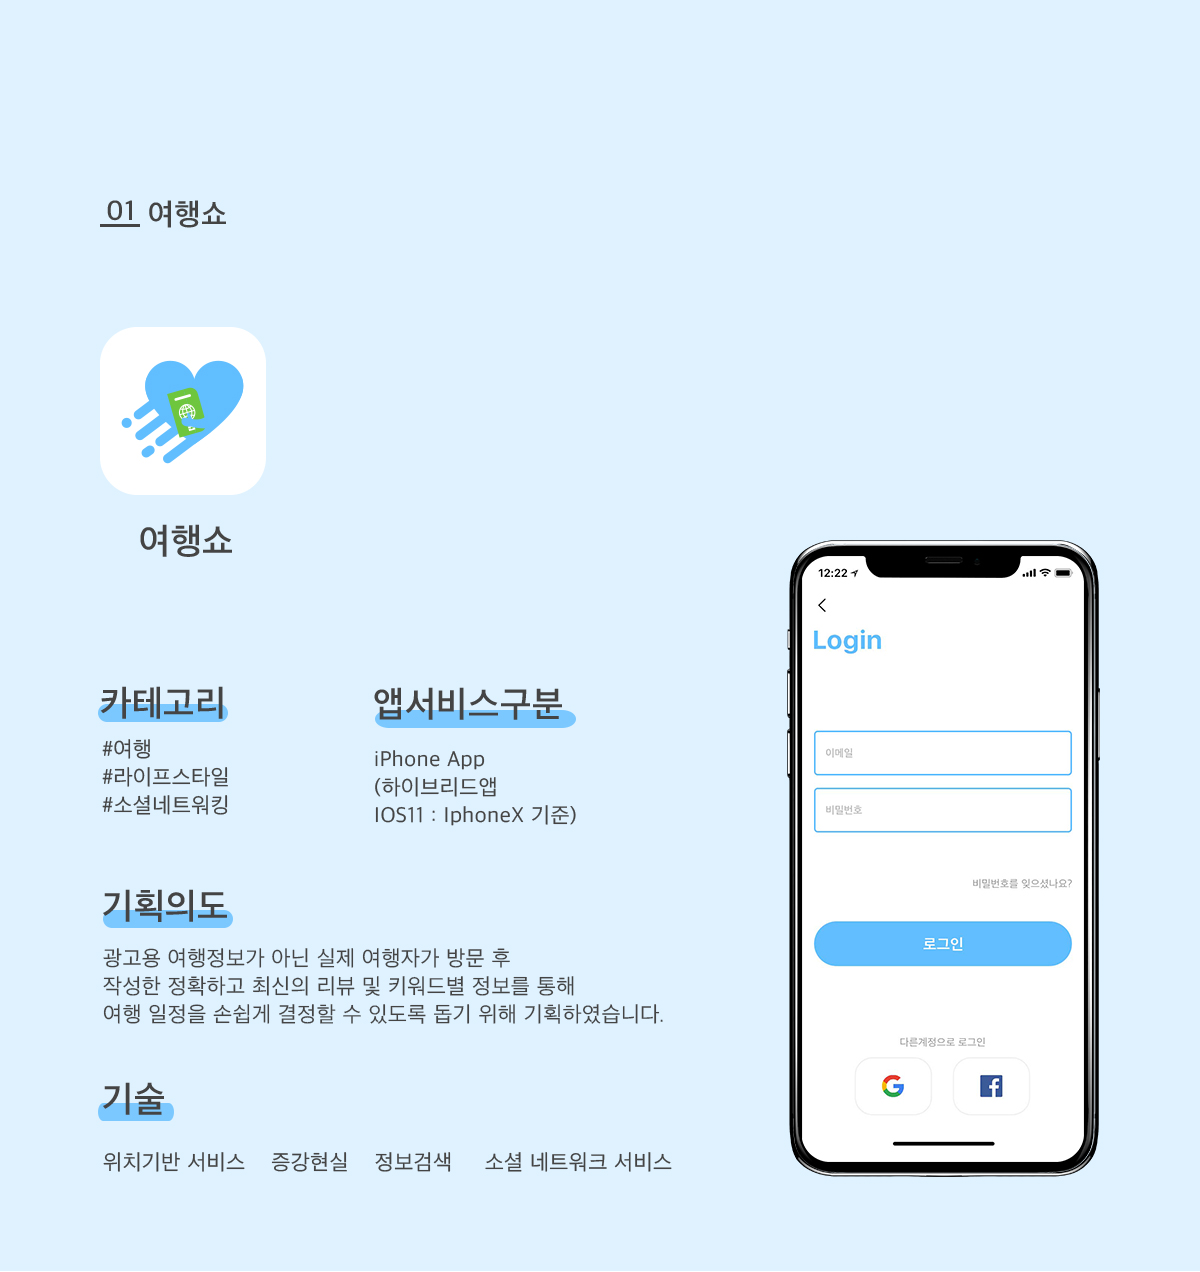 01 여행쇼
여행쇼
카테고리
#여행
#라이프스타일
#소셜네트워킹
앱서비스구분
iPhone App
(하이브리드앱
IOS11 : IphoneX 기준)
기획의도
광고용 여행정보가 아닌 실제 여행자가 방문 후
작성한 정확하고 최신의 리뷰 및 키워드별 정보를 통해
여행 일정을 손쉽게 결정할 수 있도록 돕기 위해 기획하였습니다.
기술
위치기반 서비스 증강현실 정보검색 소셜 네트워크 서비스
12:22
Login
이메일
비밀번호
비밀번호를 잊으셨나요?
로그인
다른계정으로 로그인